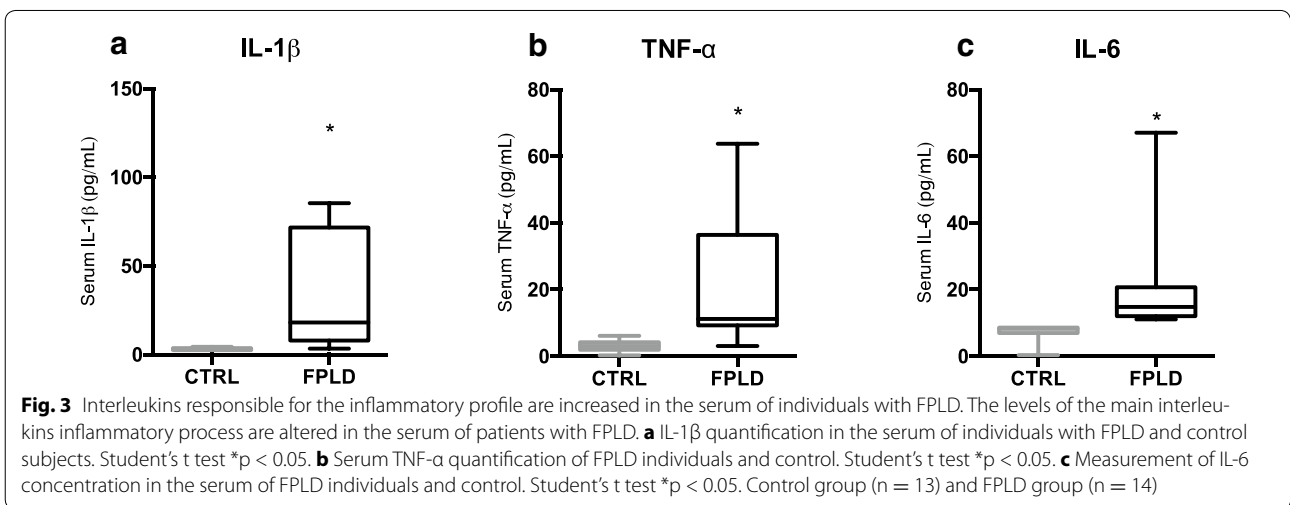 a IL-1β
b TNF-α
c IL-6
150
100
50
0
Serum IL-1β (pg/mL)
*
CTRL FPLD
80
60
40
20
0
Serum TNF-α (pg/mL)
*
CTRL FPLD
80
60
40
20
0
Serum IL-6 (pg/mL)
*
CTRL FPLD
Fig. 3 Interleukins responsible for the inflammatory profile are increased in the serum of individuals with FPLD. The levels of the main interleu-
kins inflammatory process are altered in the serum of patients with FPLD. a IL-1β quantification in the serum of individuals with FPLD and control
subjects. Student's t test *p < 0.05. b Serum TNF-α quantification of FPLD individuals and control. Student's t test *p < 0.05. c Measurement of IL-6
concentration in the serum of FPLD individuals and control. Student's t test *p < 0.05. Control group (n = 13) and FPLD group (n = 14)